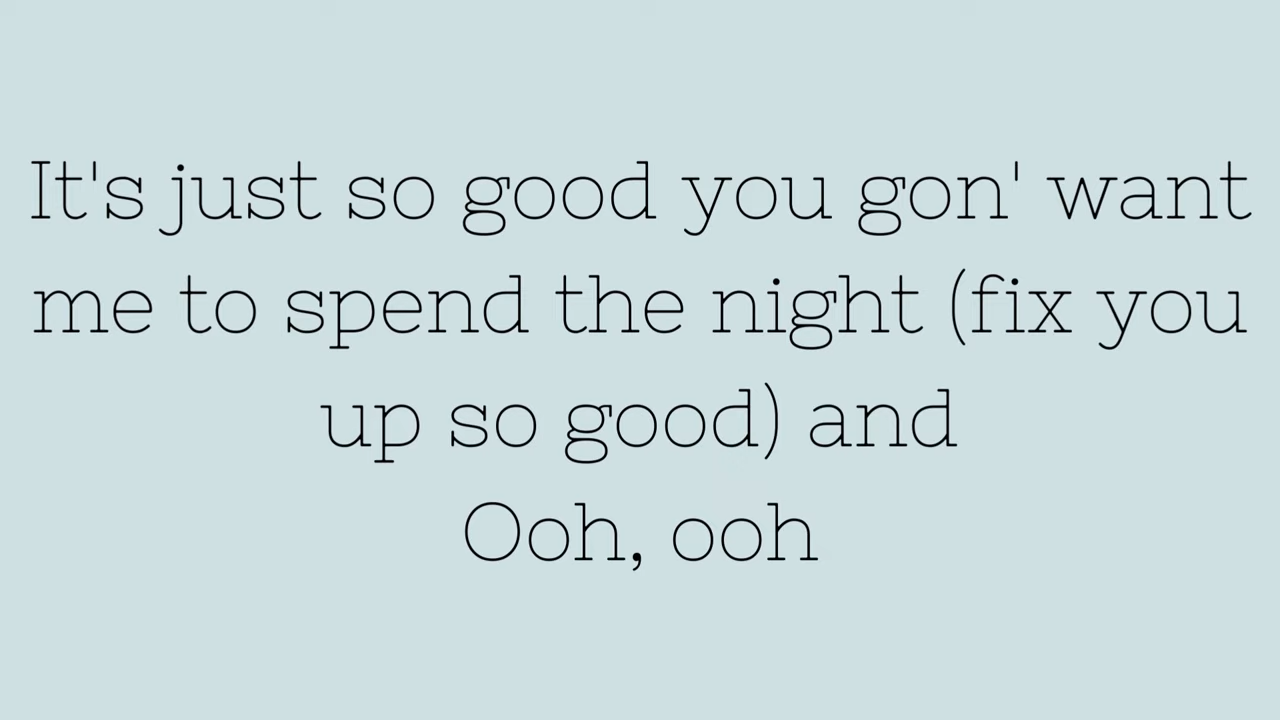 It's just so good you gon' want
me to spend the night (fix you
up so good) and
Ooh, ooh